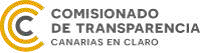 COMISIONADO
DE TRANSPARENCIA
CANARIAS EN CLARO